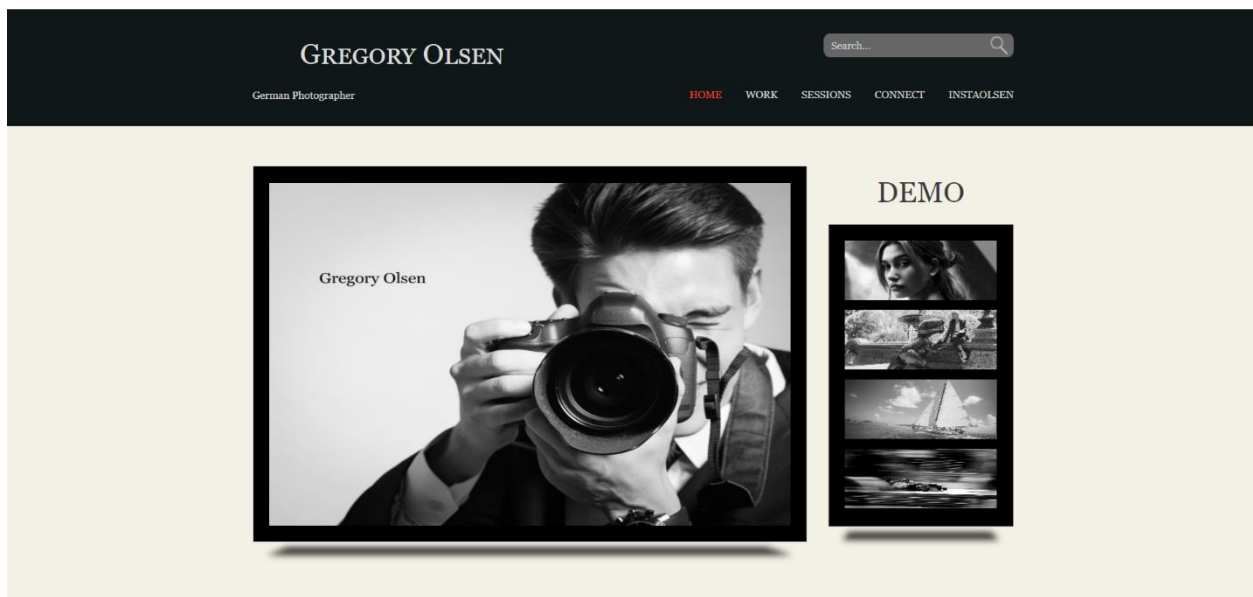 GREGORY OLSEN
Search...
German Photographer
HOME WORK SESSIONS CONNECT INSTAOLSEN
DEMO
Gregory Olsen